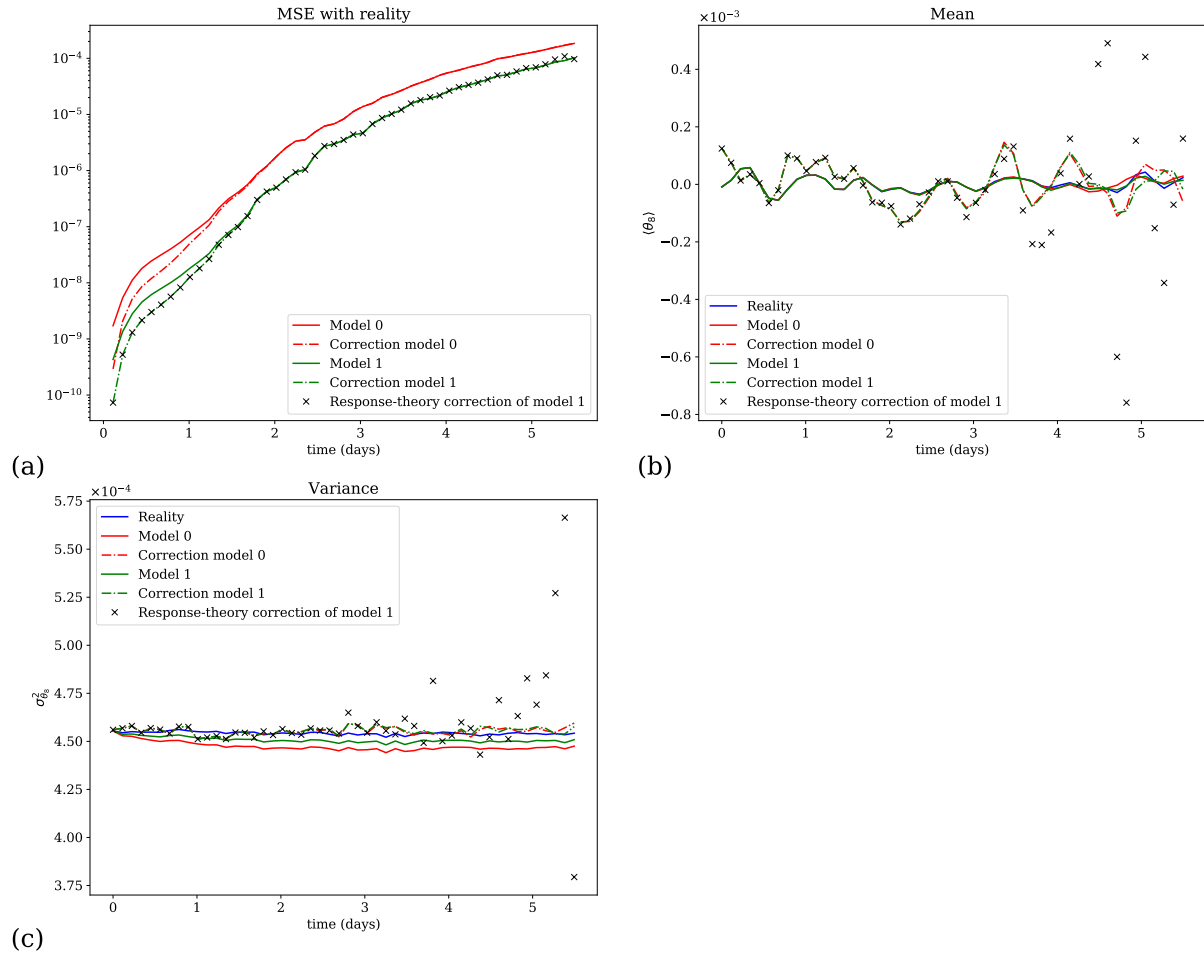 MSE with reality
10⁻⁴
10⁻⁵
10⁻⁶
10⁻⁷
10⁻⁸
10⁻⁹
10⁻¹⁰
0 1 2 3 4 5
time (days)
Model 0
Correction model 0
Model 1
Correction model 1
Response-theory correction of model 1
(a)
Mean
×10⁻³
0.4
0.2
0.0
−0.2
−0.4
−0.6
−0.8
⟨θ₈⟩
0 1 2 3 4 5
time (days)
Reality
Model 0
Correction model 0
Model 1
Correction model 1
Response-theory correction of model 1
(b)
Variance
×10⁻⁴
5.75
5.50
5.25
5.00
4.75
4.50
4.25
4.00
3.75
σ²_θ₈
0 1 2 3 4 5
time (days)
Reality
Model 0
Correction model 0
Model 1
Correction model 1
Response-theory correction of model 1
(c)